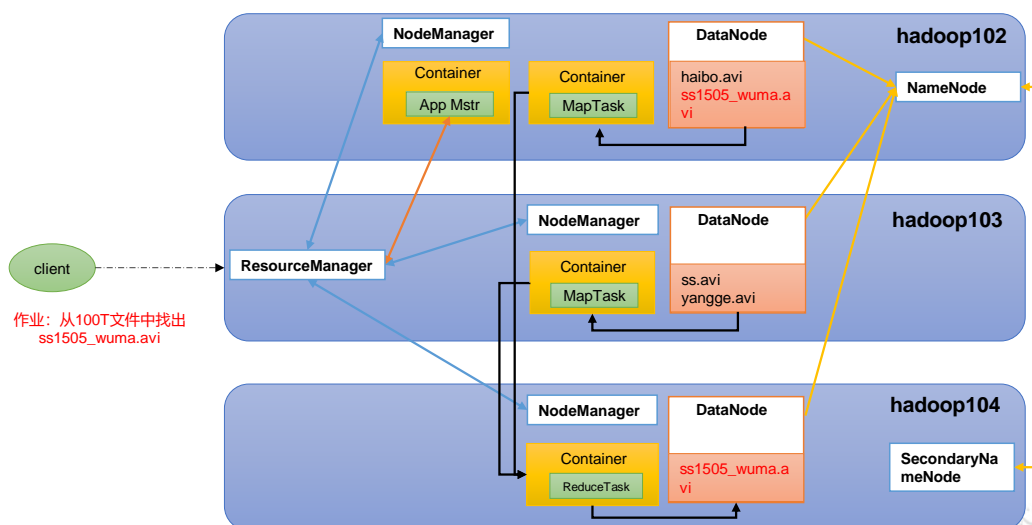 NodeManager
DataNode
hadoop102
Container
App Mstr
Container
MapTask
haibo.avi
ss1505_wuma.a
vi
NameNode
client
作业：从100T文件中找出
ss1505_wuma.avi
ResourceManager
NodeManager
DataNode
hadoop103
Container
MapTask
ss.avi
yangge.avi
NodeManager
DataNode
hadoop104
Container
ReduceTask
ss1505_wuma.a
vi
SecondaryNa
meNode